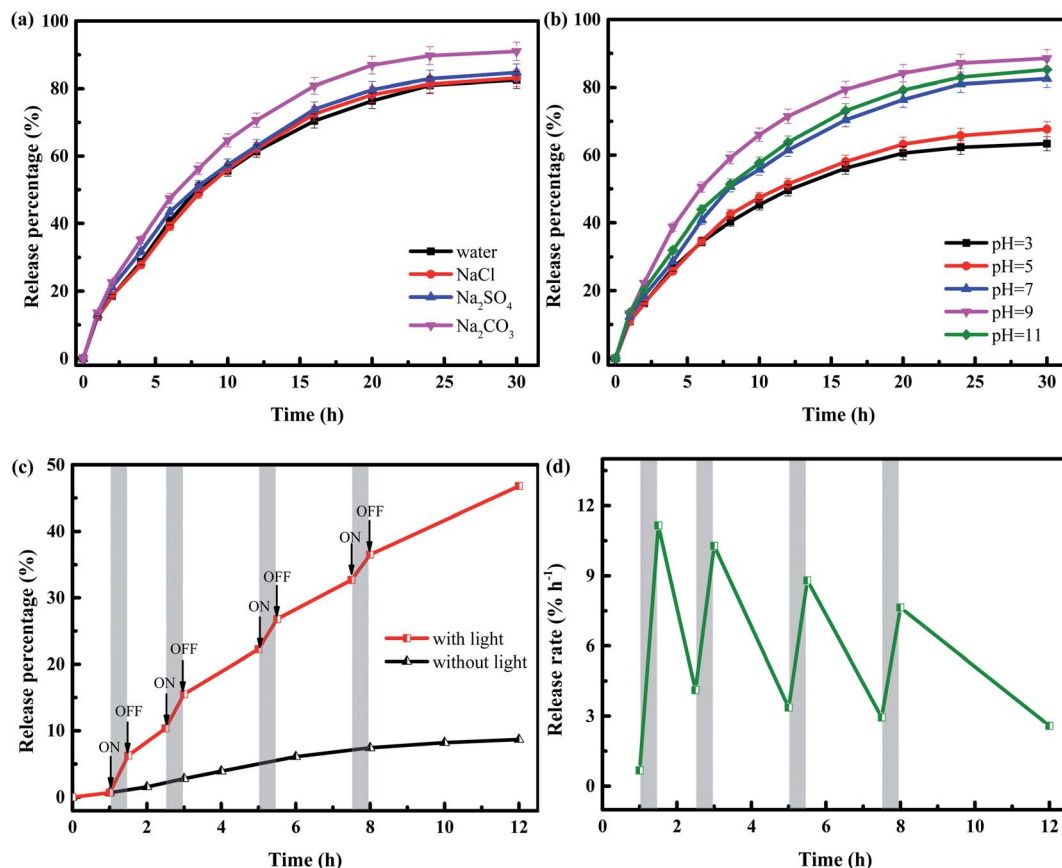 (a)
100
80
60
40
20
0
Release percentage (%)
water
NaCl
Na₂SO₄
Na₂CO₃
0 5 10 15 20 25 30
Time (h)
(b)
100
80
60
40
20
0
Release percentage (%)
pH=3
pH=5
pH=7
pH=9
pH=11
0 5 10 15 20 25 30
Time (h)
(c)
50
40
30
20
10
0
Release percentage (%)
ON
OFF
ON
OFF
ON
OFF
ON
OFF
with light
without light
0 2 4 6 8 10 12
Time (h)
(d)
12
9
6
3
0
Release rate (% h⁻¹)
0 2 4 6 8 10 12
Time (h)